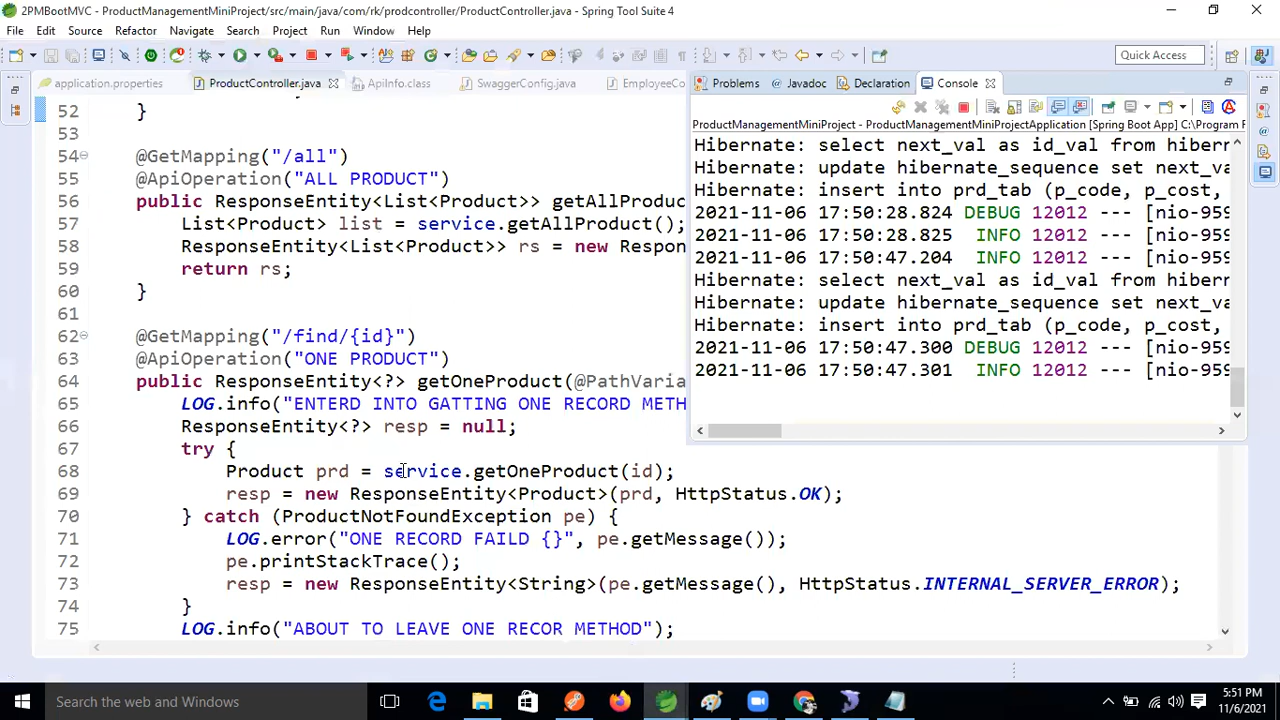 2PMBootMVC - ProductManagementMiniProject/src/main/java/com/rk/prodcontroller/ProductController.java - Spring Tool Suite 4
File Edit Source Refactor Navigate Search Project Run Window Help
Quick Access
application.properties ProductController.java ApiInfo.class SwaggerConfig.java EmployeeCo
Problems Javadoc Declaration Console
ProductManagementMiniProject - ProductManagementMiniProjectApplication [Spring Boot App] C:\Program F
Hibernate: select next_val as id_val from hibern
Hibernate: update hibernate_sequence set next_va
Hibernate: insert into prd_tab (p_code, p_cost,
2021-11-06 17:50:28.824 DEBUG 12012 --- [nio-959
2021-11-06 17:50:28.825 INFO 12012 --- [nio-959
2021-11-06 17:50:47.204 INFO 12012 --- [nio-959
Hibernate: select next_val as id_val from hibern
Hibernate: update hibernate_sequence set next_va
Hibernate: insert into prd_tab (p_code, p_cost,
2021-11-06 17:50:47.300 DEBUG 12012 --- [nio-959
2021-11-06 17:50:47.301 INFO 12012 --- [nio-959
52 }
53
54 @GetMapping("/all")
55 @ApiOperation("ALL PRODUCT")
56 public ResponseEntity<List<Product>> getAllProduc
57 List<Product> list = service.getAllProduct();
58 ResponseEntity<List<Product>> rs = new Respon
59 return rs;
60 }
61
62 @GetMapping("/find/{id}")
63 @ApiOperation("ONE PRODUCT")
64 public ResponseEntity<?> getOneProduct(@PathVaria
65 LOG.info("ENTERD INTO GATTING ONE RECORD METH
66 ResponseEntity<?> resp = null;
67 try {
68 Product prd = service.getOneProduct(id);
69 resp = new ResponseEntity<Product>(prd, HttpStatus.OK);
70 } catch (ProductNotFoundException pe) {
71 LOG.error("ONE RECORD FAILD {}", pe.getMessage());
72 pe.printStackTrace();
73 resp = new ResponseEntity<String>(pe.getMessage(), HttpStatus.INTERNAL_SERVER_ERROR);
74 }
75 LOG.info("ABOUT TO LEAVE ONE RECOR METHOD");
Search the web and Windows
5:51 PM
11/6/2021